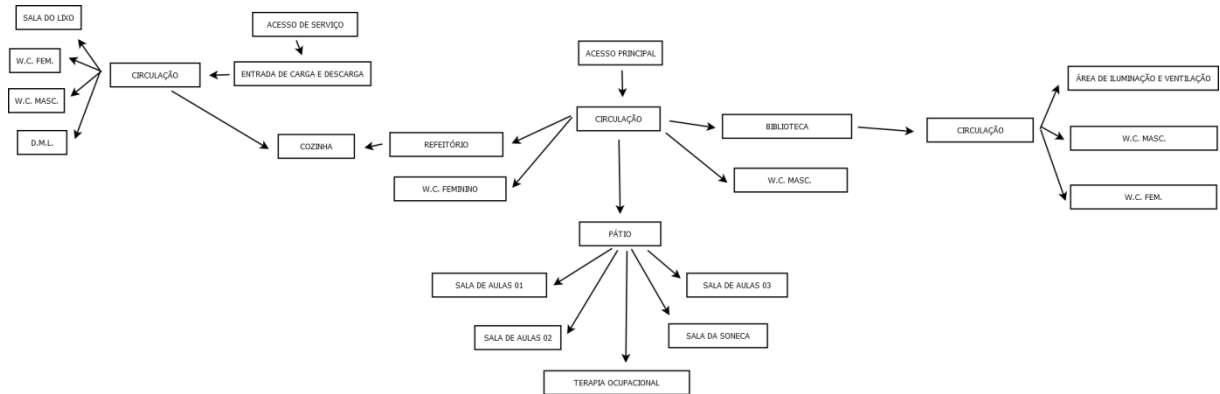 SALA DO LIXO
ACESSO DE SERVIÇO
ACESSO PRINCIPAL
W.C. FEM.
CIRCULAÇÃO
ENTRADA DE CARGA E DESCARGA
ÁREA DE ILUMINAÇÃO E VENTILAÇÃO
W.C. MASC.
CIRCULAÇÃO
BIBLIOTECA
CIRCULAÇÃO
W.C. MASC.
D.M.L.
COZINHA
REFEITÓRIO
W.C. FEMININO
W.C. MASC.
W.C. FEM.
PÁTIO
SALA DE AULAS 01
SALA DE AULAS 03
SALA DE AULAS 02
SALA DA SONECA
TERAPIA OCUPACIONAL